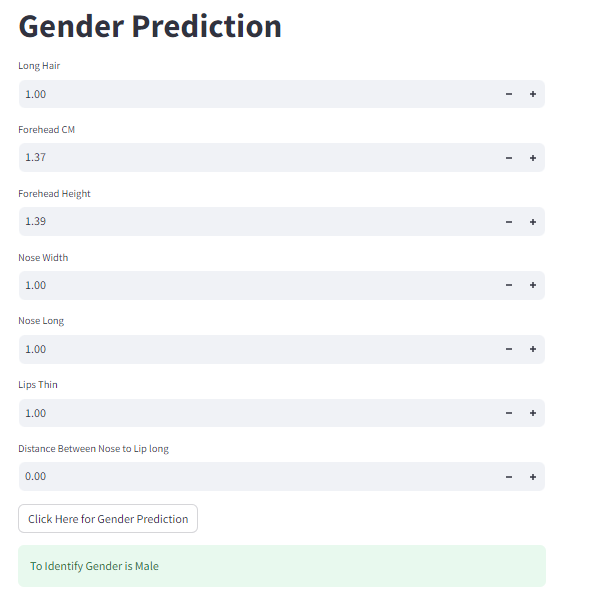 Gender Prediction
Long Hair
1.00
Forehead CM
1.37
Forehead Height
1.39
Nose Width
1.00
Nose Long
1.00
Lips Thin
1.00
Distance Between Nose to Lip long
0.00
Click Here for Gender Prediction
To Identify Gender is Male